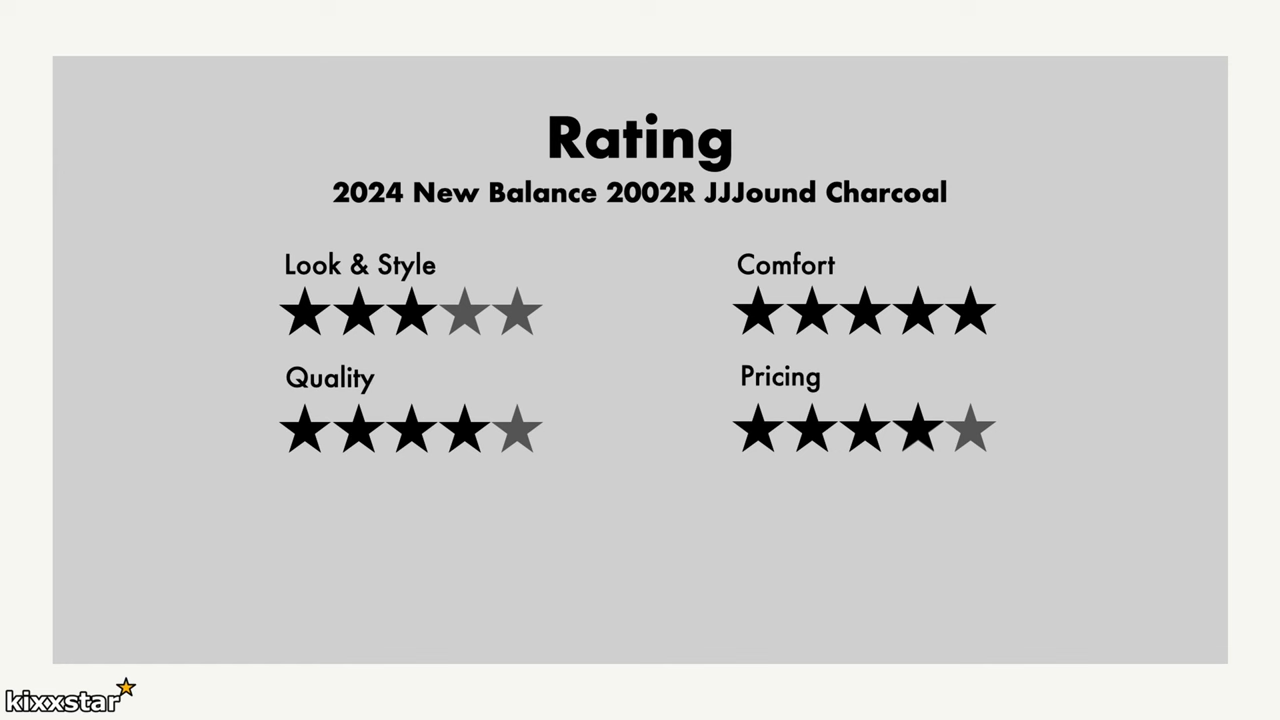 Rating
2024 New Balance 2002R JJJound Charcoal
Look & Style
Comfort
Quality
Pricing
kixxstar